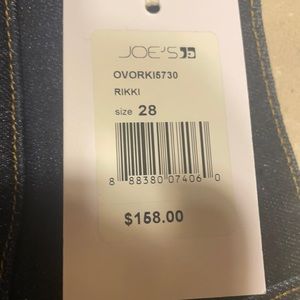 JOE'S
OVORKI5730
RIKKI
size 28
8 88380 07406 0
$158.00